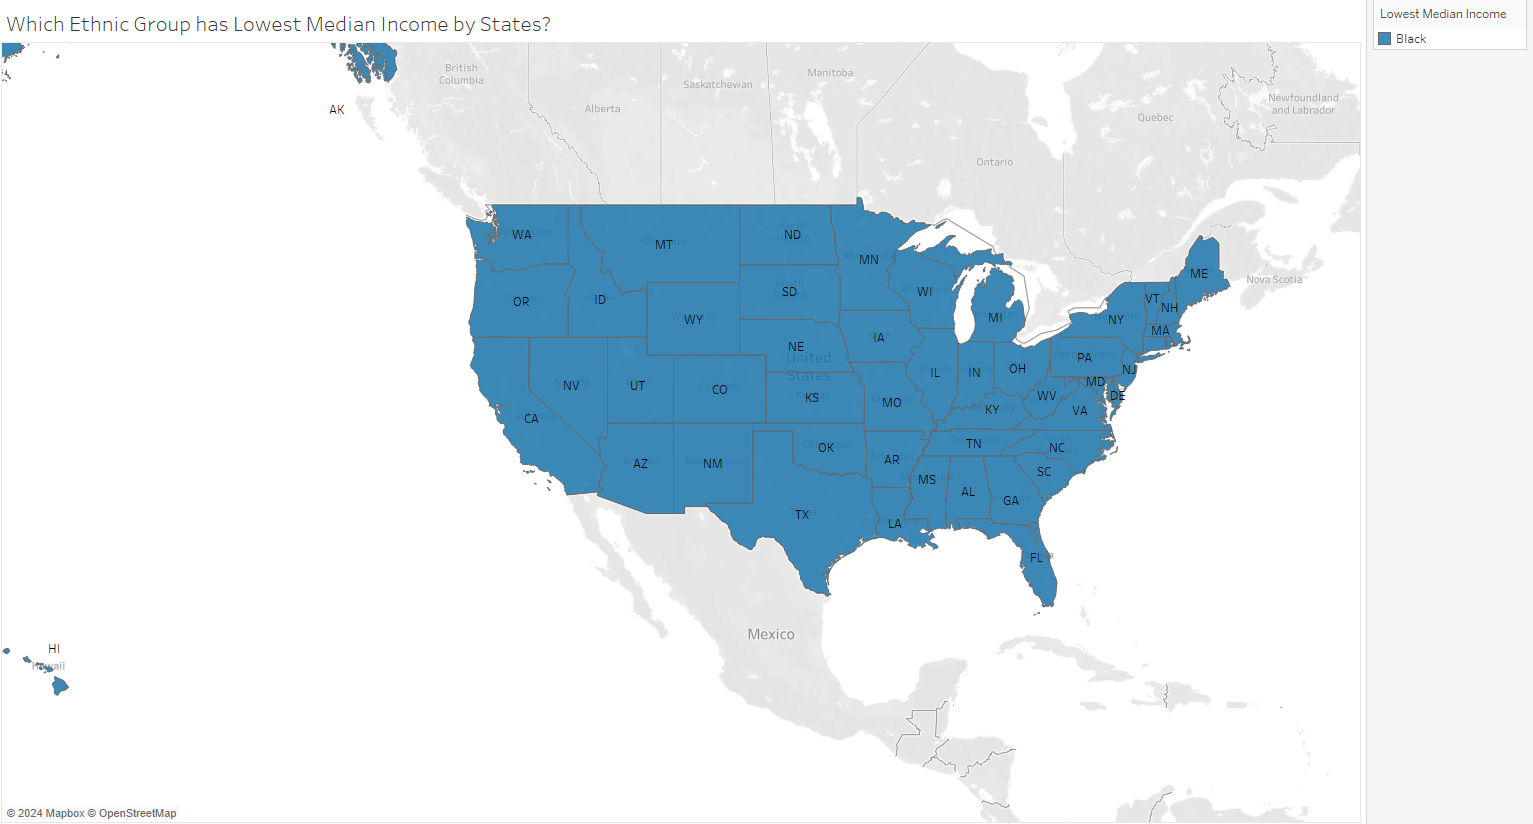 Which Ethnic Group has Lowest Median Income by States?
Lowest Median Income
Black
British
Columbia
Alberta
Saskatchewan
Manitoba
Ontario
Quebec
Newfoundland
and Labrador
Nova Scotia
AK
WA
MT
ND
MN
ME
OR
ID
WY
SD
WI
MI
VT
NH
NY
MA
IA
NE
United
States
PA
NJ
NV
UT
CO
KS
IL
IN
OH
MD
DE
WV
VA
CA
MO
KY
AZ
NM
OK
AR
TN
NC
SC
MS
AL
GA
TX
LA
FL
Mexico
HI
Hawaii
© 2024 Mapbox © OpenStreetMap